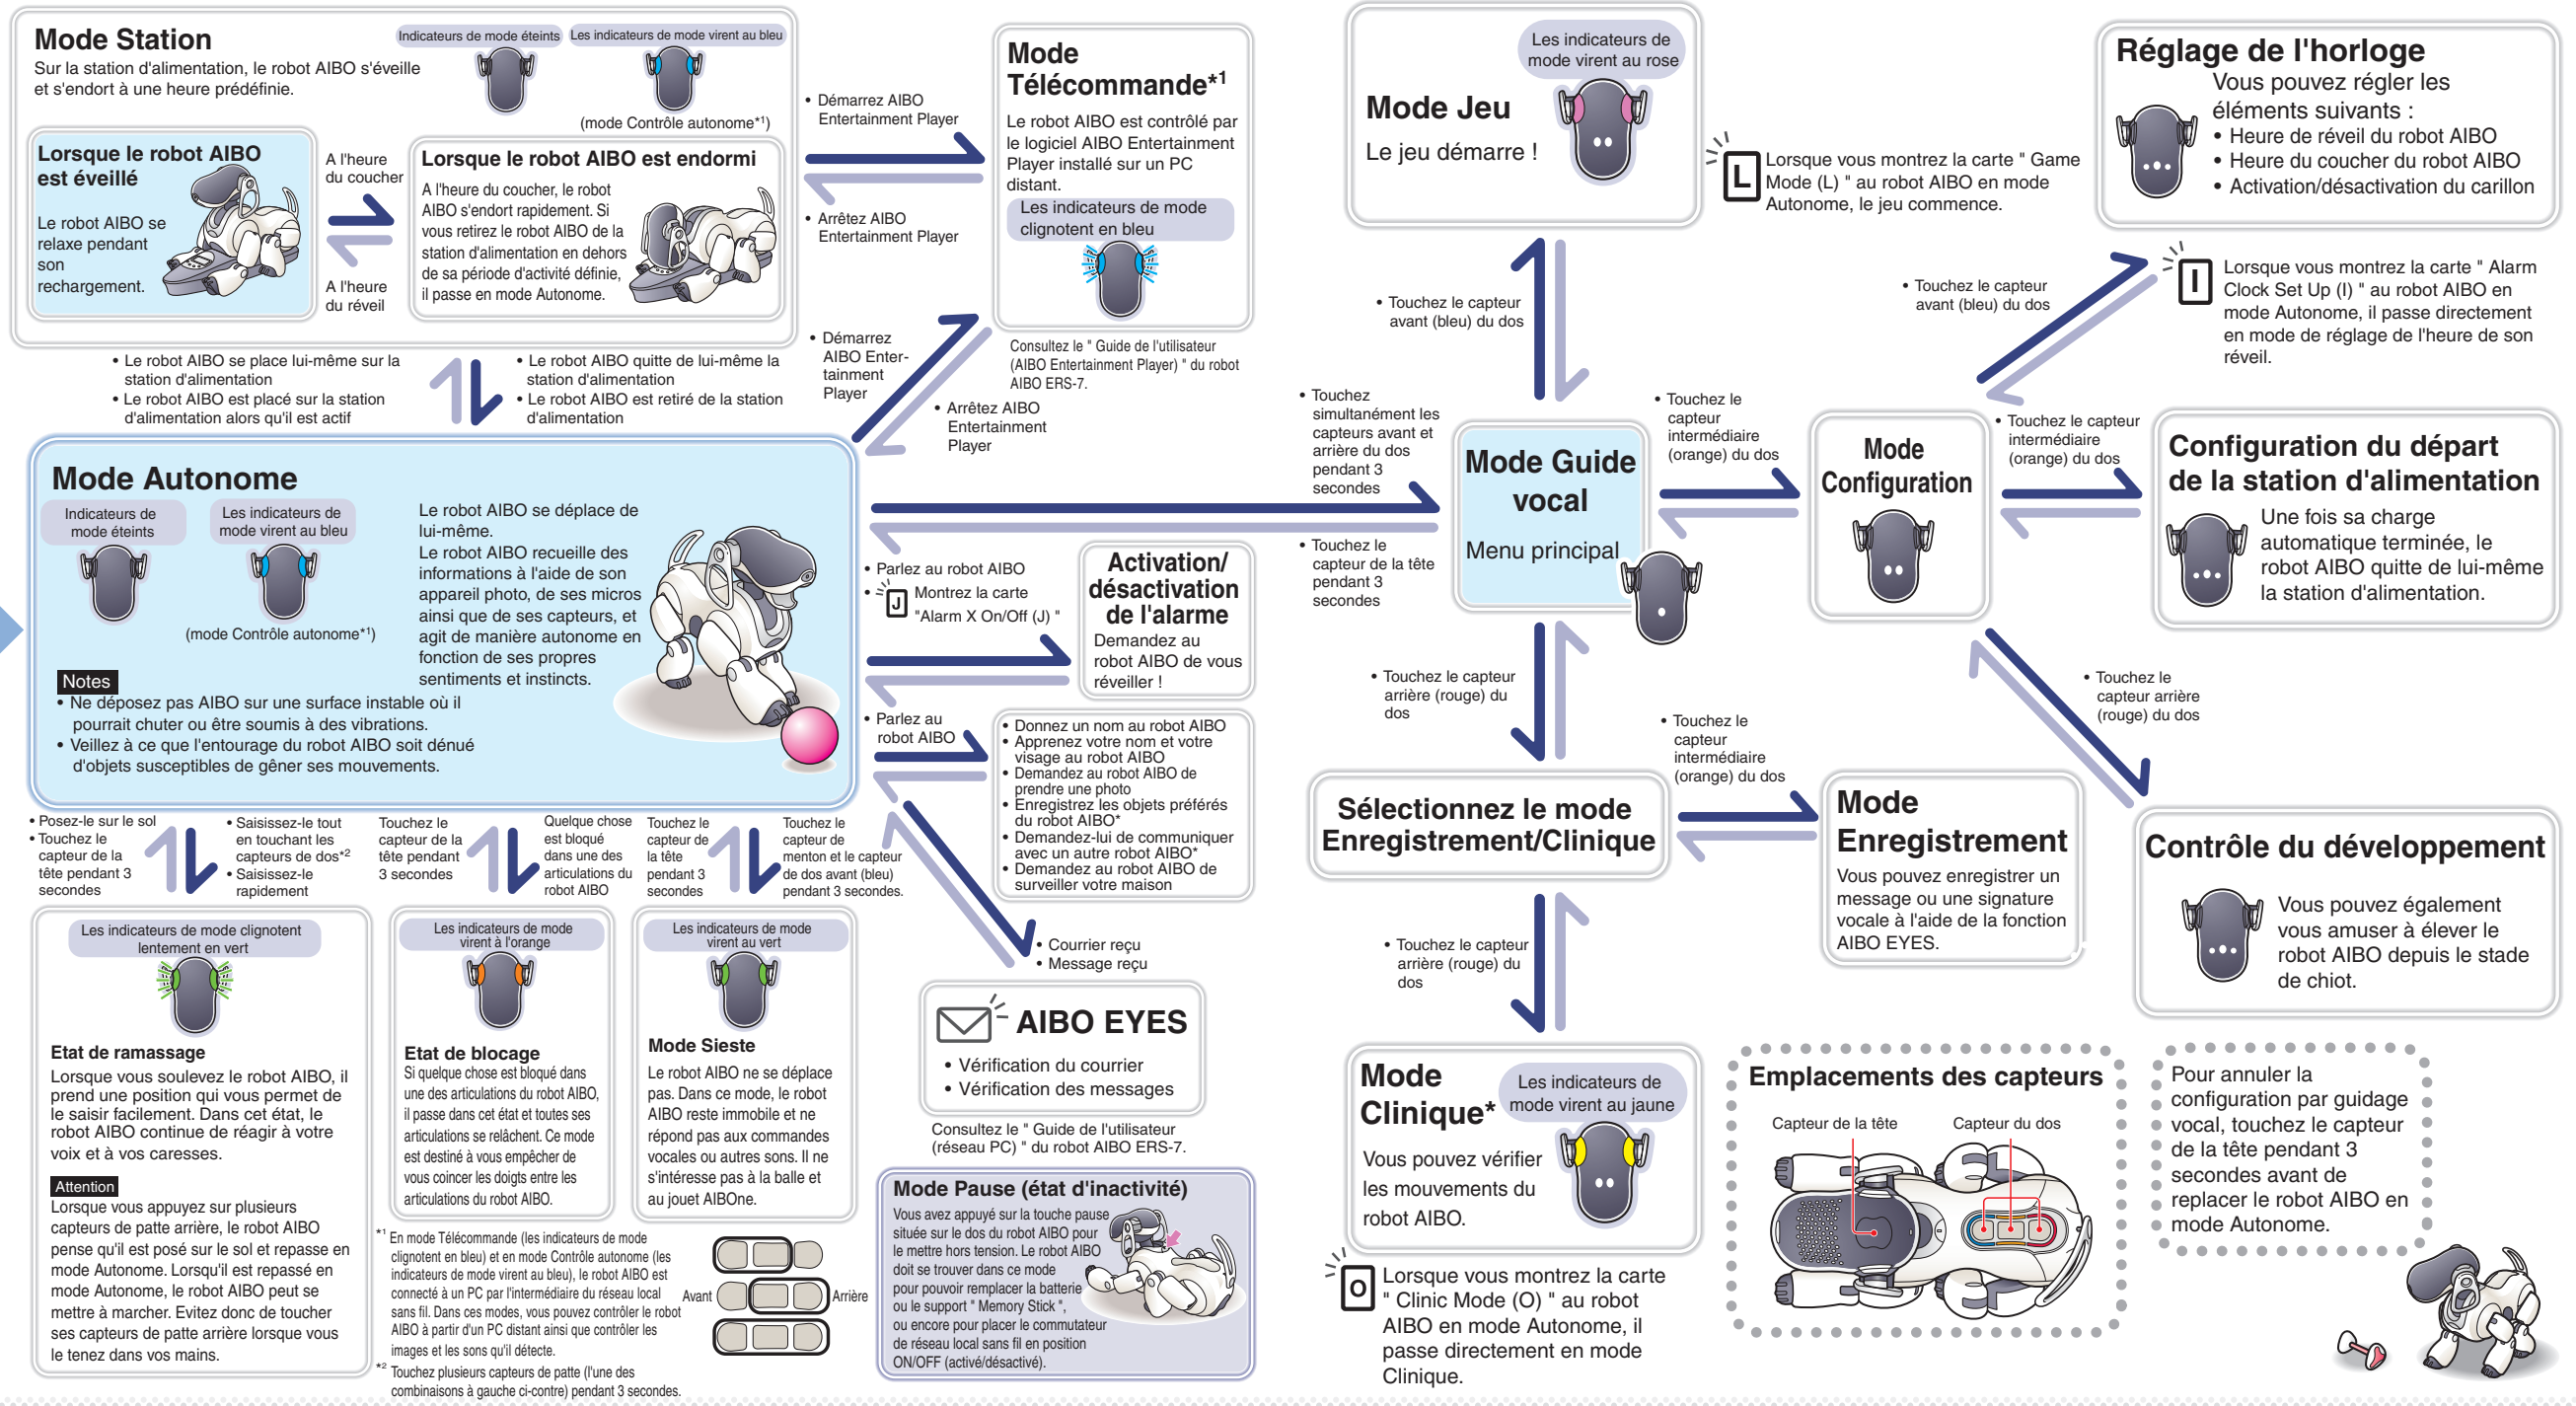 Mode Station
Sur la station d'alimentation, le robot AIBO s'éveille
et s'endort à une heure prédéfinie.
Indicateurs de mode éteints
Les indicateurs de mode virent au bleu
(mode Contrôle autonome*1)
Lorsque le robot AIBO
est éveillé
Le robot AIBO se
relaxe pendant
son
rechargement.
A l'heure
du coucher
A l'heure
du réveil
Lorsque le robot AIBO est endormi
A l'heure du coucher, le robot
AIBO s'endort rapidement. Si
vous retirez le robot AIBO de la
station d'alimentation en dehors
de sa période d'activité définie,
il passe en mode Autonome.
• Démarrez AIBO
Entertainment Player
• Arrêtez AIBO
Entertainment Player
Mode
Télécommande*1
Le robot AIBO est contrôlé par
le logiciel AIBO Entertainment
Player installé sur un PC
distant.
Les indicateurs de mode
clignotent en bleu
Consultez le " Guide de l'utilisateur
(AIBO Entertainment Player) " du robot
AIBO ERS-7.
• Le robot AIBO se place lui-même sur la
station d'alimentation
• Le robot AIBO est placé sur la station
d'alimentation alors qu'il est actif
• Le robot AIBO quitte de lui-même la
station d'alimentation
• Le robot AIBO est retiré de la station
d'alimentation
• Démarrez
AIBO Enter-
tainment
Player
• Arrêtez AIBO
Entertainment
Player
Mode Autonome
Indicateurs de
mode éteints
Les indicateurs de
mode virent au bleu
(mode Contrôle autonome*1)
Le robot AIBO se déplace de
lui-même.
Le robot AIBO recueille des
informations à l'aide de son
appareil photo, de ses micros
ainsi que de ses capteurs, et
agit de manière autonome en
fonction de ses propres
sentiments et instincts.
Notes
• Ne déposez pas AIBO sur une surface instable où il
pourrait chuter ou être soumis à des vibrations.
• Veillez à ce que l'entourage du robot AIBO soit dénué
d'objets susceptibles de gêner ses mouvements.
• Touchez
simultanément les
capteurs avant et
arrière du dos
pendant 3
secondes
• Touchez le
capteur de la tête
pendant 3
secondes
• Parlez au robot AIBO
• J Montrez la carte
"Alarm X On/Off (J) "
Activation/
désactivation
de l'alarme
Demandez au
robot AIBO de vous
réveiller !
• Parlez au
robot AIBO
• Donnez un nom au robot AIBO
• Apprenez votre nom et votre
visage au robot AIBO
• Demandez au robot AIBO de
prendre une photo
• Enregistrez les objets préférés
du robot AIBO*
• Demandez-lui de communiquer
avec un autre robot AIBO*
• Demandez au robot AIBO de
surveiller votre maison
• Posez-le sur le sol
• Touchez le
capteur de la
tête pendant 3
secondes
• Saisissez-le tout
en touchant les
capteurs de dos*2
• Saisissez-le
rapidement
Touchez le
capteur de la
tête pendant
3 secondes
Quelque chose
est bloqué
dans une des
articulations du
robot AIBO
Touchez le
capteur de
la tête
pendant 3
secondes
Touchez le
capteur de
menton et le capteur
de dos avant (bleu)
pendant 3 secondes.
Les indicateurs de mode clignotent
lentement en vert
Etat de ramassage
Lorsque vous soulevez le robot AIBO, il
prend une position qui vous permet de
le saisir facilement. Dans cet état, le
robot AIBO continue de réagir à votre
voix et à vos caresses.
Attention
Lorsque vous appuyez sur plusieurs
capteurs de patte arrière, le robot AIBO
pense qu'il est posé sur le sol et repasse en
mode Autonome. Lorsqu'il est repassé en
mode Autonome, le robot AIBO peut se
mettre à marcher. Evitez donc de toucher
ses capteurs de patte arrière lorsque vous
le tenez dans vos mains.
Les indicateurs de mode
virent à l'orange
Etat de blocage
Si quelque chose est bloqué dans
une des articulations du robot AIBO,
il passe dans cet état et toutes ses
articulations se relâchent. Ce mode
est destiné à vous empêcher de
vous coincer les doigts entre les
articulations du robot AIBO.
Les indicateurs de mode
virent au vert
Mode Sieste
Le robot AIBO ne se déplace
pas. Dans ce mode, le robot
AIBO reste immobile et ne
répond pas aux commandes
vocales ou autres sons. Il ne
s'intéresse pas à la balle et
au jouet AIBOne.
*1 En mode Télécommande (les indicateurs de mode
clignotent en bleu) et en mode Contrôle autonome (les
indicateurs de mode virent au bleu), le robot AIBO est
connecté à un PC par l'intermédiaire du réseau local
sans fil. Dans ces modes, vous pouvez contrôler le robot
AIBO à partir d'un PC distant ainsi que contrôler les
images et les sons qu'il détecte.
*2 Touchez plusieurs capteurs de patte (l'une des
combinaisons à gauche ci-contre) pendant 3 secondes.
Avant
Arrière
• Courrier reçu
• Message reçu
AIBO EYES
• Vérification du courrier
• Vérification des messages
Consultez le " Guide de l'utilisateur
(réseau PC) " du robot AIBO ERS-7.
Mode Pause (état d'inactivité)
Vous avez appuyé sur la touche pause
située sur le dos du robot AIBO pour
le mettre hors tension. Le robot AIBO
doit se trouver dans ce mode
pour pouvoir remplacer la batterie
ou le support " Memory Stick ",
ou encore pour placer le commutateur
de réseau local sans fil en position
ON/OFF (activé/désactivé).
Mode Jeu
Le jeu démarre !
Les indicateurs de
mode virent au rose
L
Lorsque vous montrez la carte " Game
Mode (L) " au robot AIBO en mode
Autonome, le jeu commence.
• Touchez le capteur
avant (bleu) du dos
Mode Guide
vocal
Menu principal
• Touchez le
capteur
intermédiaire
(orange) du dos
Mode
Configuration
• Touchez le capteur
avant (bleu) du dos
Réglage de l'horloge
Vous pouvez régler les
éléments suivants :
• Heure de réveil du robot AIBO
• Heure du coucher du robot AIBO
• Activation/désactivation du carillon
I
Lorsque vous montrez la carte " Alarm
Clock Set Up (I) " au robot AIBO en
mode Autonome, il passe directement
en mode de réglage de l'heure de son
réveil.
• Touchez le capteur
intermédiaire
(orange) du dos
Configuration du départ
de la station d'alimentation
Une fois sa charge
automatique terminée, le
robot AIBO quitte de lui-même
la station d'alimentation.
• Touchez le
capteur arrière
(rouge) du dos
Contrôle du développement
Vous pouvez également
vous amuser à élever le
robot AIBO depuis le stade
de chiot.
• Touchez le capteur
arrière (rouge) du
dos
Sélectionnez le mode
Enregistrement/Clinique
• Touchez le
capteur
intermédiaire
(orange) du dos
Mode
Enregistrement
Vous pouvez enregistrer un
message ou une signature
vocale à l'aide de la fonction
AIBO EYES.
• Touchez le capteur
arrière (rouge) du
dos
Mode
Clinique*
Les indicateurs de
mode virent au jaune
Vous pouvez vérifier
les mouvements du
robot AIBO.
O
Lorsque vous montrez la carte
" Clinic Mode (O) " au robot
AIBO en mode Autonome, il
passe directement en mode
Clinique.
Emplacements des capteurs
Capteur de la tête
Capteur du dos
Pour annuler la
configuration par guidage
vocal, touchez le capteur
de la tête pendant 3
secondes avant de
replacer le robot AIBO en
mode Autonome.